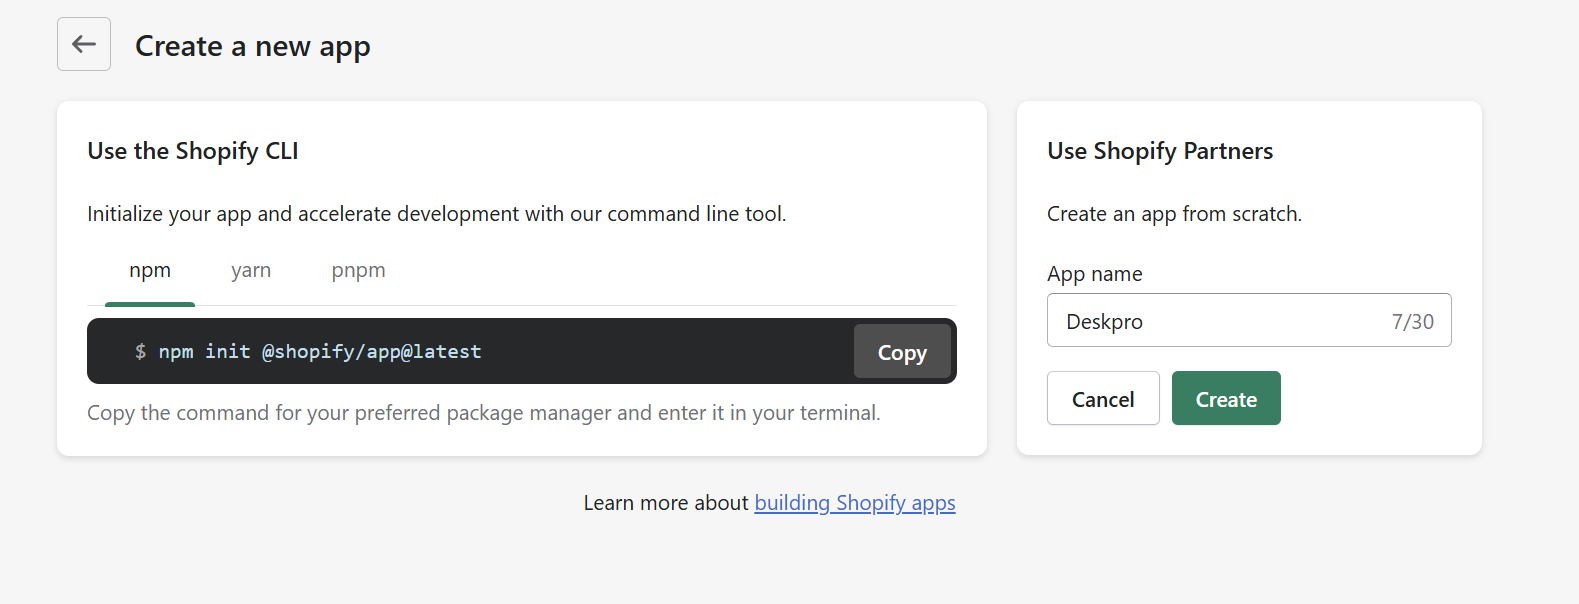 Create a new app
Use the Shopify CLI
Initialize your app and accelerate development with our command line tool.
npm yarn pnpm
$ npm init @shopify/app@latest Copy
Copy the command for your preferred package manager and enter it in your terminal.
Use Shopify Partners
Create an app from scratch.
App name
Deskpro 7/30
Cancel Create
Learn more about building Shopify apps